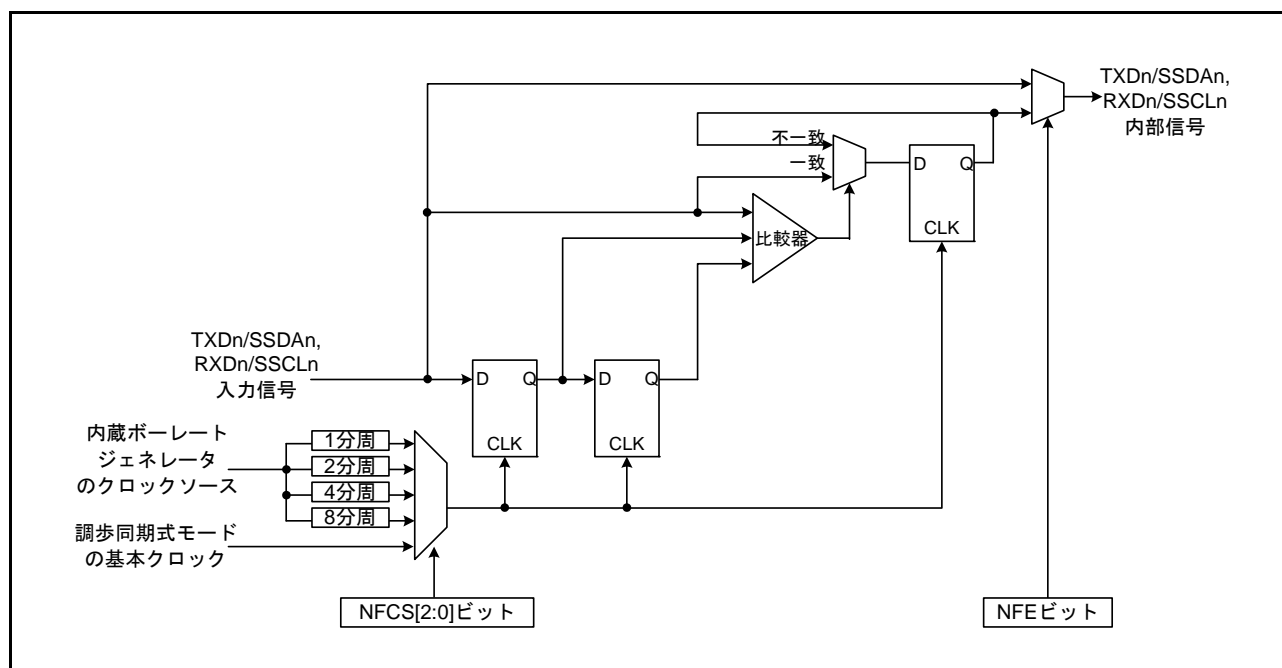 TXDn/SSDAn,
RXDn/SSCLn
内部信号
不一致
一致
D Q
CLK
比較器
TXDn/SSDAn,
RXDn/SSCLn
入力信号
D Q
CLK
D Q
CLK
内蔵ボーレート
ジェネレータ
のクロックソース
1分周
2分周
4分周
8分周
調歩同期式モード
の基本クロック
NFCS[2:0]ビット
NFEビット